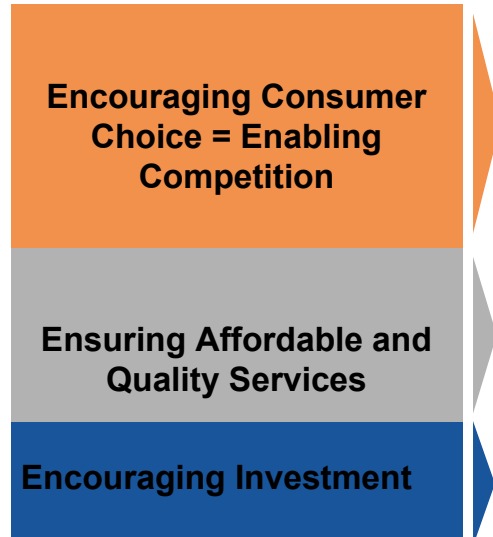 Encouraging Consumer
Choice = Enabling
Competition
Ensuring Affordable and
Quality Services
Encouraging Investment